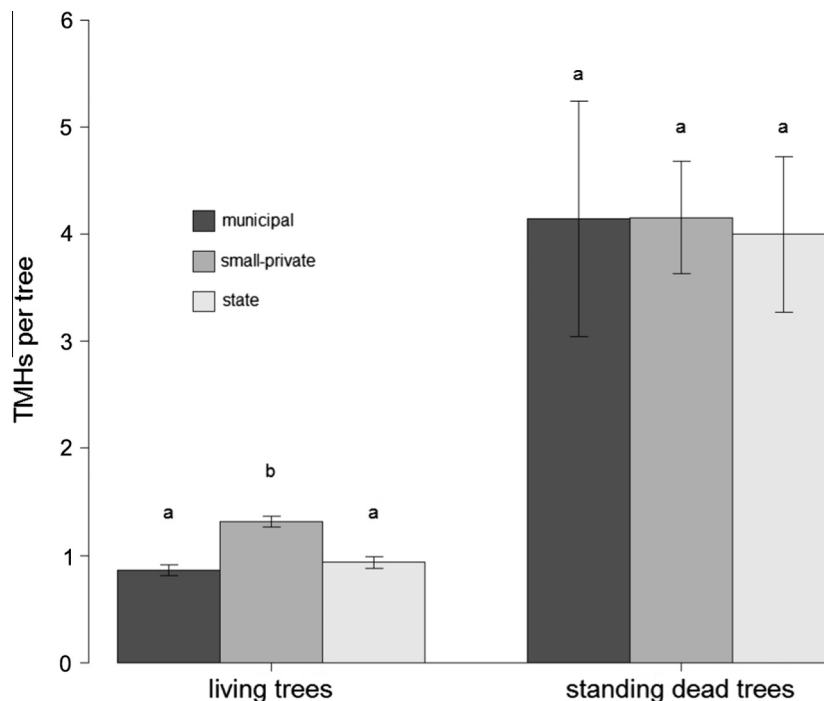 6
5
4
3
2
1
0
TMHs per tree
municipal
small-private
state
a
b
a
a
a
a
living trees
standing dead trees